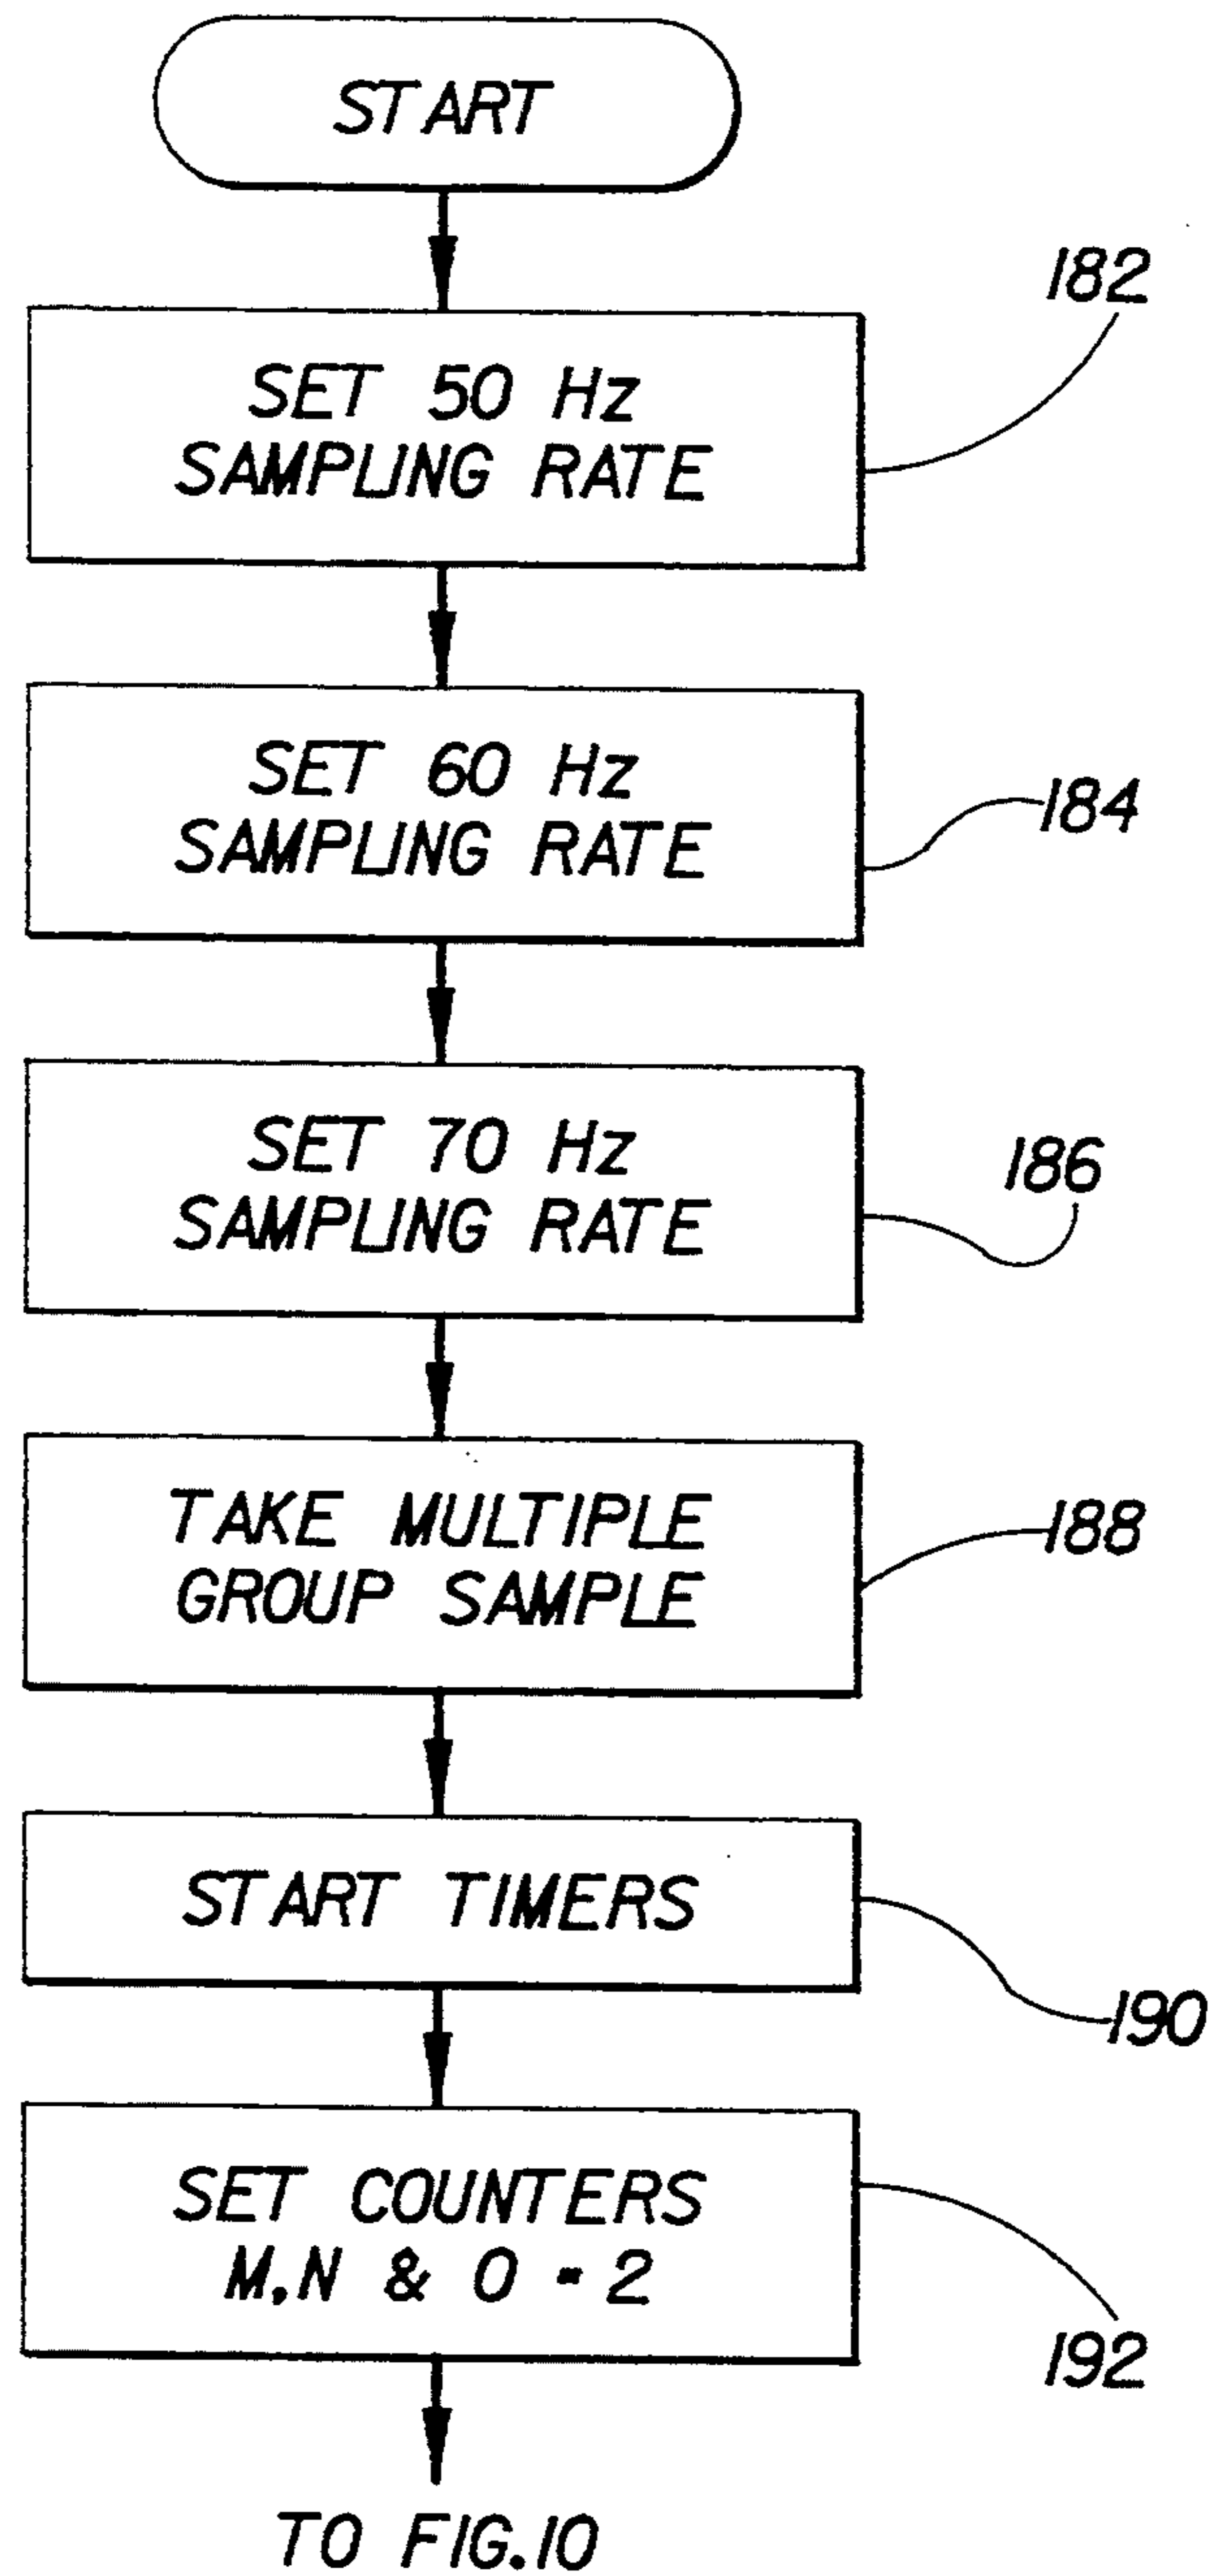 START
182
SET 50 Hz
SAMPLING RATE
SET 60 Hz
SAMPLING RATE
184
SET 70 Hz
SAMPLING RATE
186
TAKE MULTIPLE
GROUP SAMPLE
188
START TIMERS
190
SET COUNTERS
M,N & O = 2
192
TO FIG.10